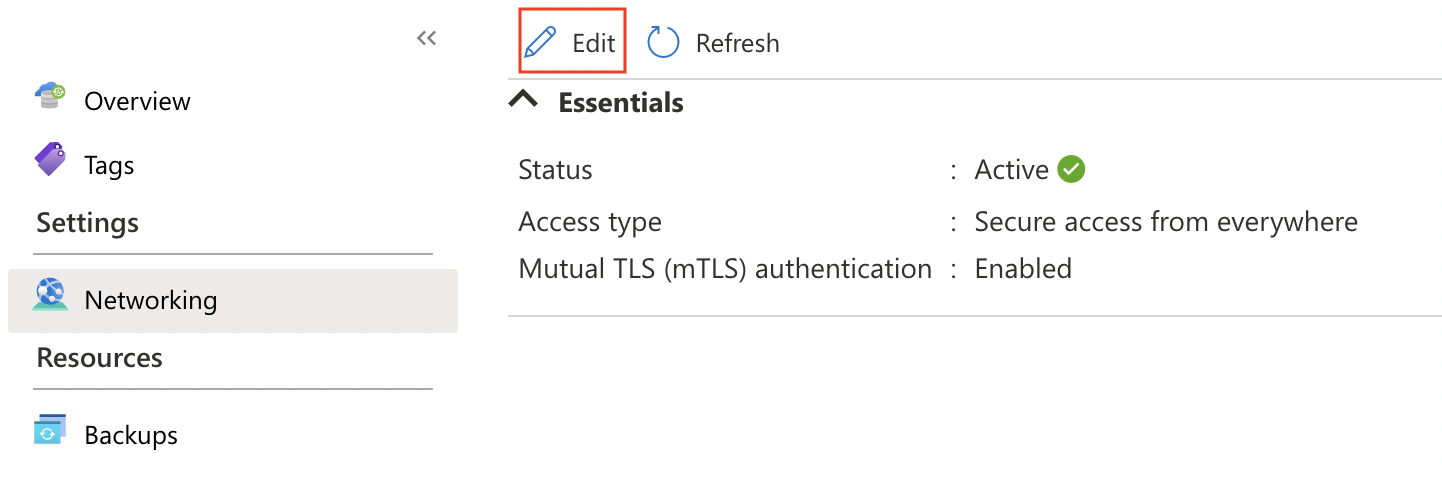 Overview
Tags
Settings
Networking
Resources
Backups
Edit Refresh
Essentials
Status : Active
Access type : Secure access from everywhere
Mutual TLS (mTLS) authentication : Enabled